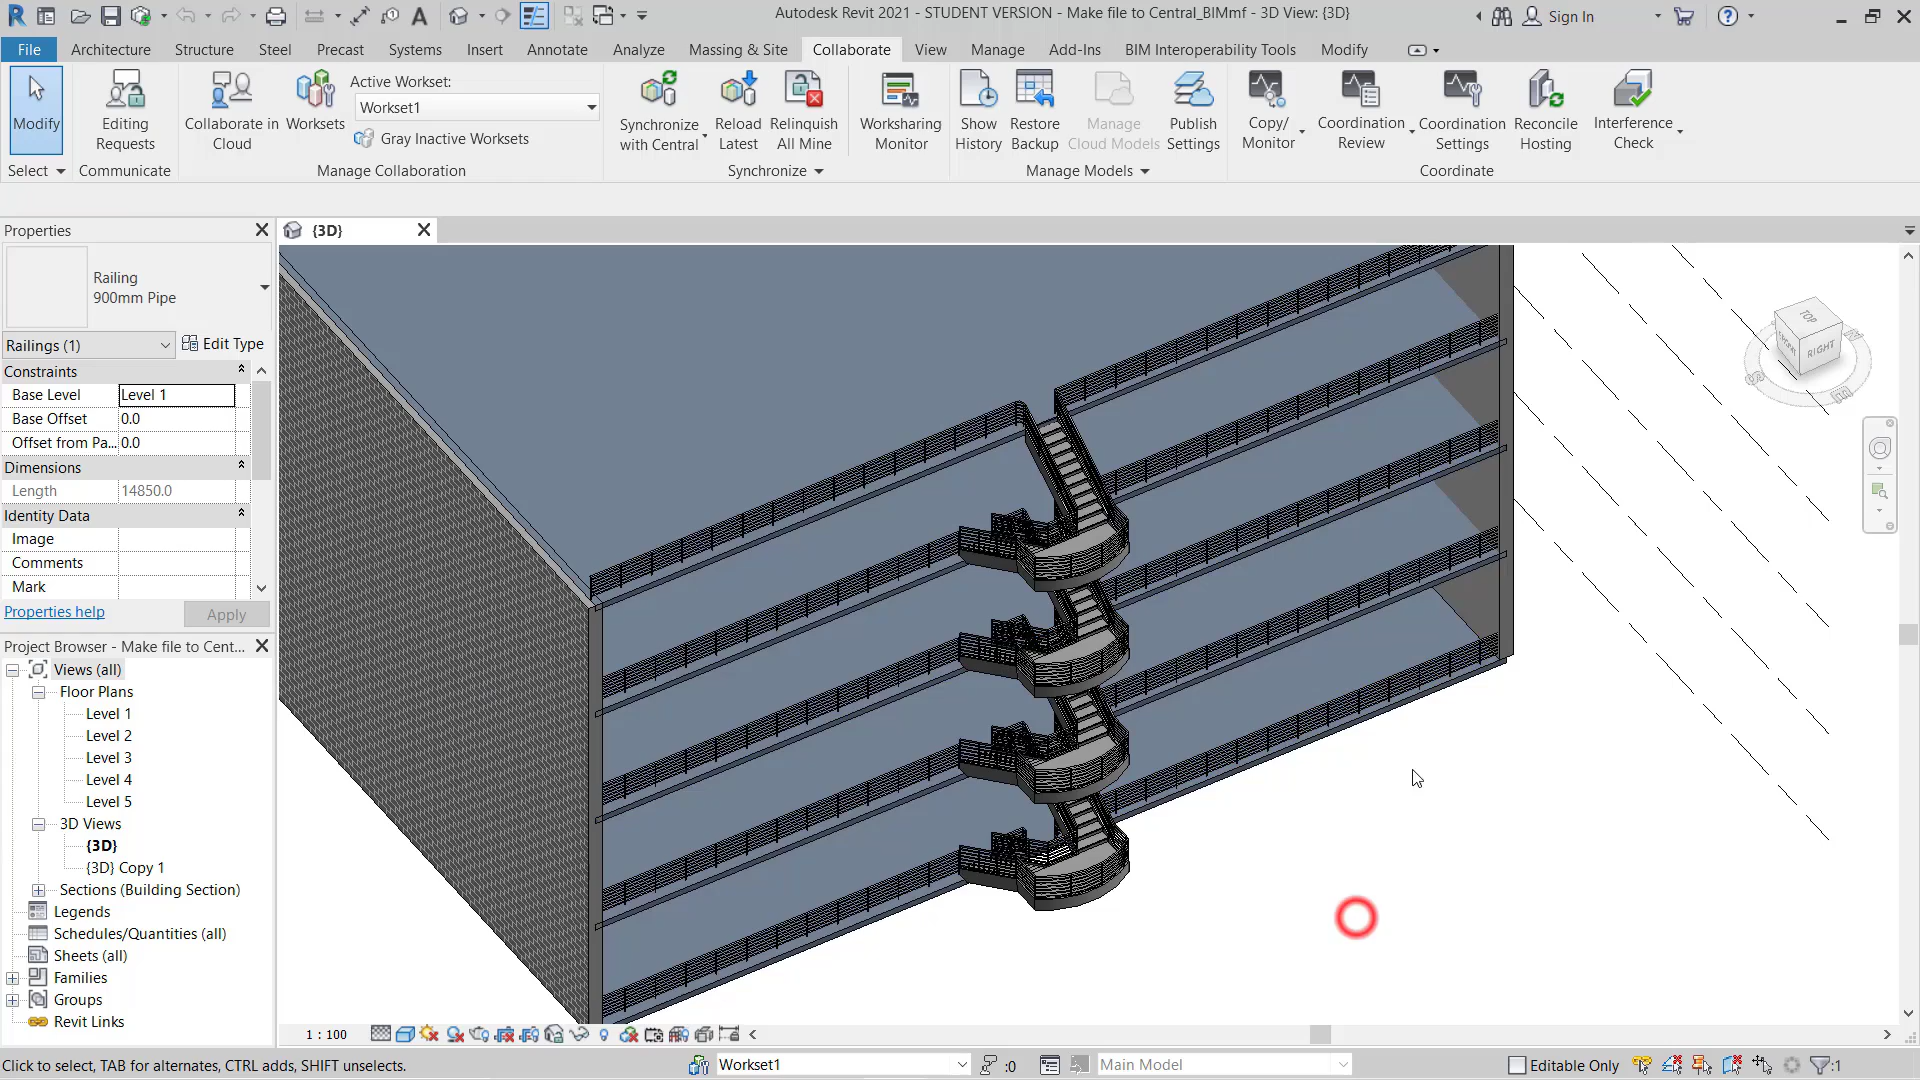 Autodesk Revit 2021 - STUDENT VERSION - Make file to Central_BIMmf - 3D View: {3D}
Sign In
File
Architecture
Structure
Steel
Precast
Systems
Insert
Annotate
Analyze
Massing & Site
Collaborate
View
Manage
Add-Ins
BIM Interoperability Tools
Modify
Modify
Editing Requests
Collaborate in Cloud
Worksets
Active Workset:
Workset1
Gray Inactive Worksets
Synchronize with Central
Reload Latest
Relinquish All Mine
Worksharing Monitor
Show History
Restore Backup
Manage Cloud Models
Publish Settings
Copy/ Monitor
Coordination Review
Coordination Settings
Reconcile Hosting
Interference Check
Select
Communicate
Manage Collaboration
Synchronize
Manage Models
Coordinate
Properties
Railing
900mm Pipe
Railings (1)
Edit Type
Constraints
Base Level Level 1
Base Offset 0.0
Offset from Pa... 0.0
Dimensions
Length 14850.0
Identity Data
Image
Comments
Mark
Properties help
Apply
Project Browser - Make file to Cent...
Views (all)
Floor Plans
Level 1
Level 2
Level 3
Level 4
Level 5
3D Views
{3D}
{3D} Copy 1
Sections (Building Section)
Legends
Schedules/Quantities (all)
Sheets (all)
Families
Groups
Revit Links
{3D}
TOP
RIGHT
1 : 100
Click to select, TAB for alternates, CTRL adds, SHIFT unselects.
Workset1
:0
Main Model
Editable Only
:1